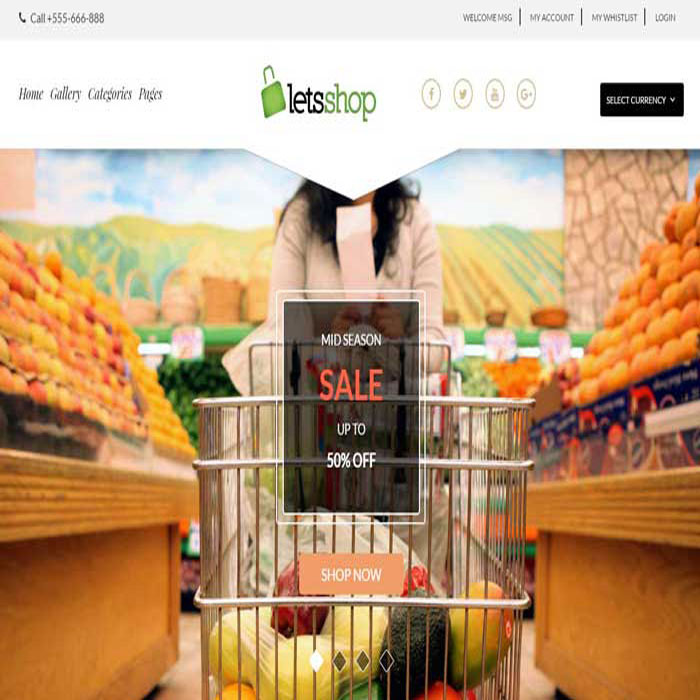 Call +555-666-888
WELCOME MSG
MY ACCOUNT
MY WHISTLIST
LOGIN
Home Gallery Categories Pages
letsshop
SELECT CURRENCY
MID SEASON
SALE
UP TO
50% OFF
SHOP NOW